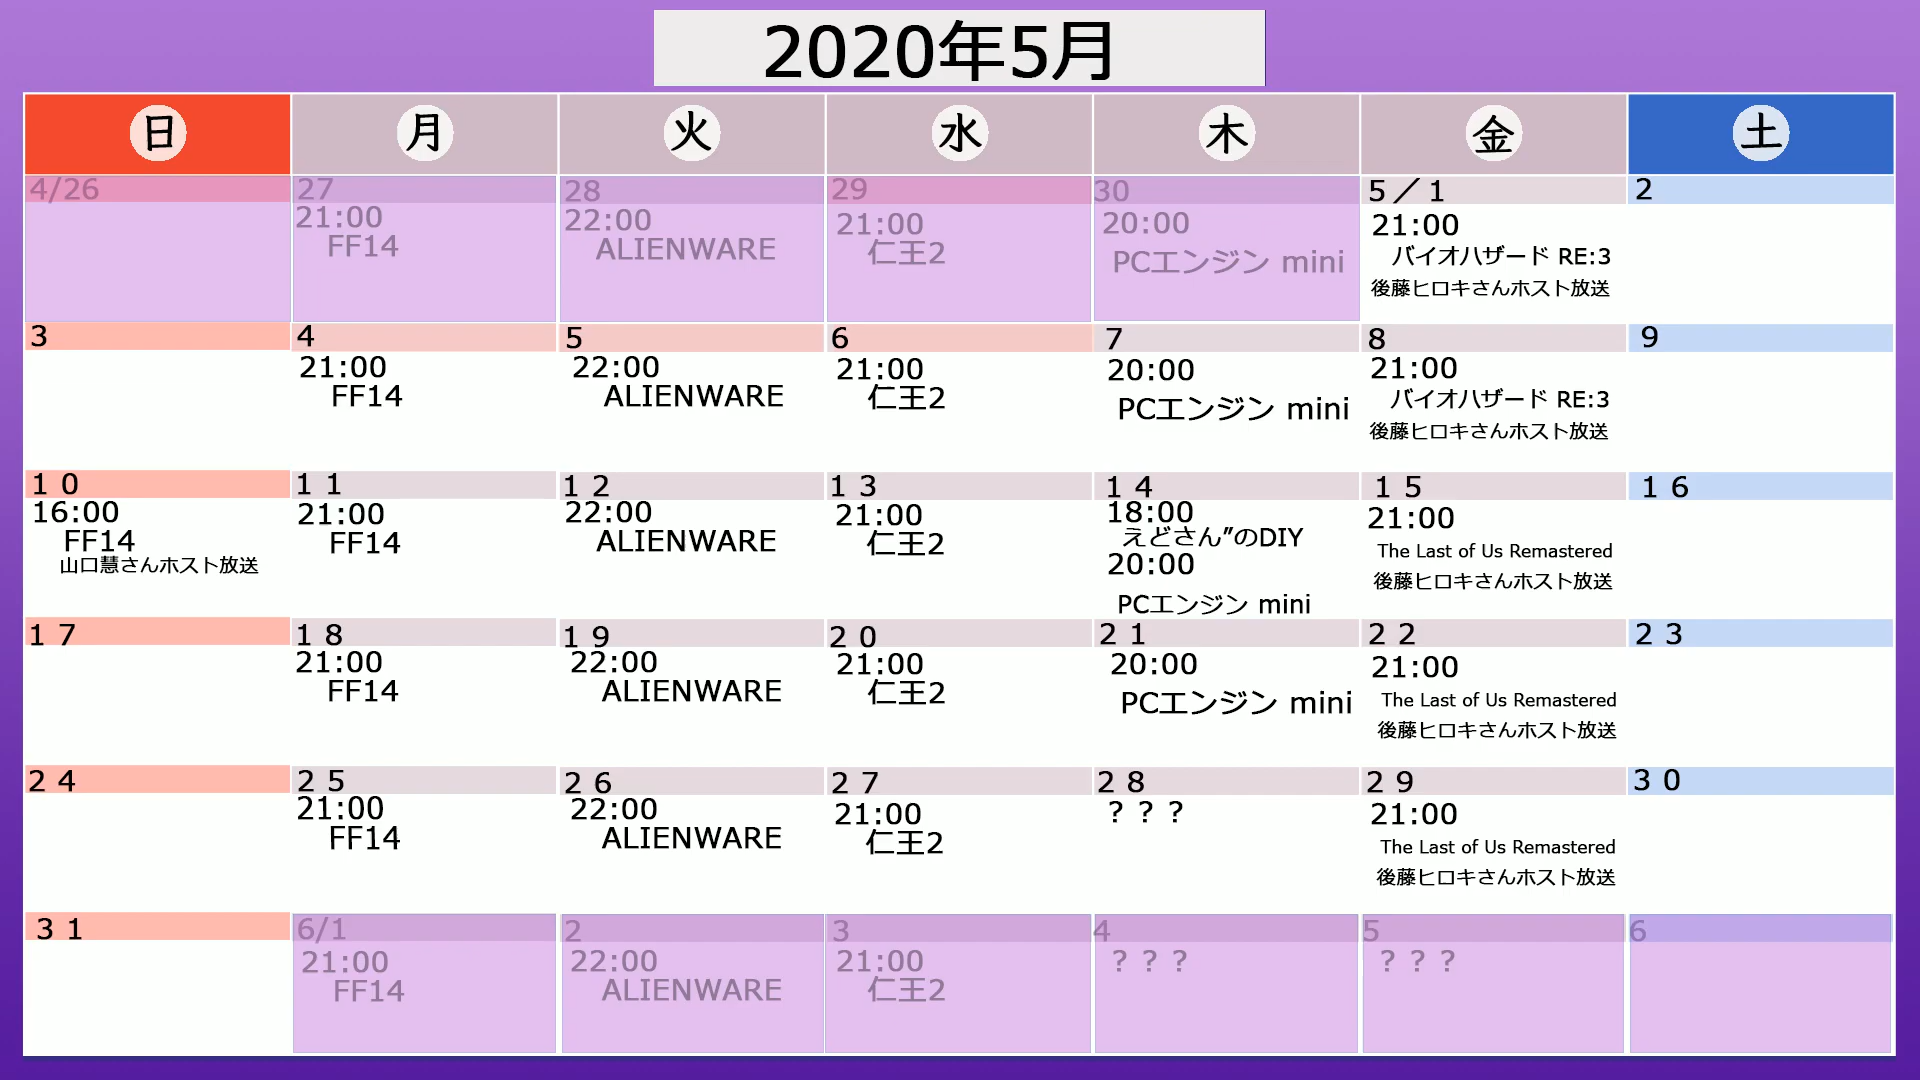 2020年5月
日 月 火 水 木 金 土
4/26 27 28 29 30 5／1 2
21:00
FF14
22:00
ALIENWARE
21:00
仁王2
20:00
PCエンジン mini
21:00
バイオハザード RE:3
後藤ヒロキさんホスト放送
3 4 5 6 7 8 9
21:00
FF14
22:00
ALIENWARE
21:00
仁王2
20:00
PCエンジン mini
21:00
バイオハザード RE:3
後藤ヒロキさんホスト放送
10 11 12 13 14 15 16
16:00
FF14
山口慧さんホスト放送
21:00
FF14
22:00
ALIENWARE
21:00
仁王2
18:00
えどさん”のDIY
20:00
PCエンジン mini
21:00
The Last of Us Remastered
後藤ヒロキさんホスト放送
17 18 19 20 21 22 23
21:00
FF14
22:00
ALIENWARE
21:00
仁王2
20:00
PCエンジン mini
21:00
The Last of Us Remastered
後藤ヒロキさんホスト放送
24 25 26 27 28 29 30
21:00
FF14
22:00
ALIENWARE
21:00
仁王2
？？？
21:00
The Last of Us Remastered
後藤ヒロキさんホスト放送
31 6/1 2 3 4 5 6
21:00
FF14
22:00
ALIENWARE
21:00
仁王2
？？？
？？？